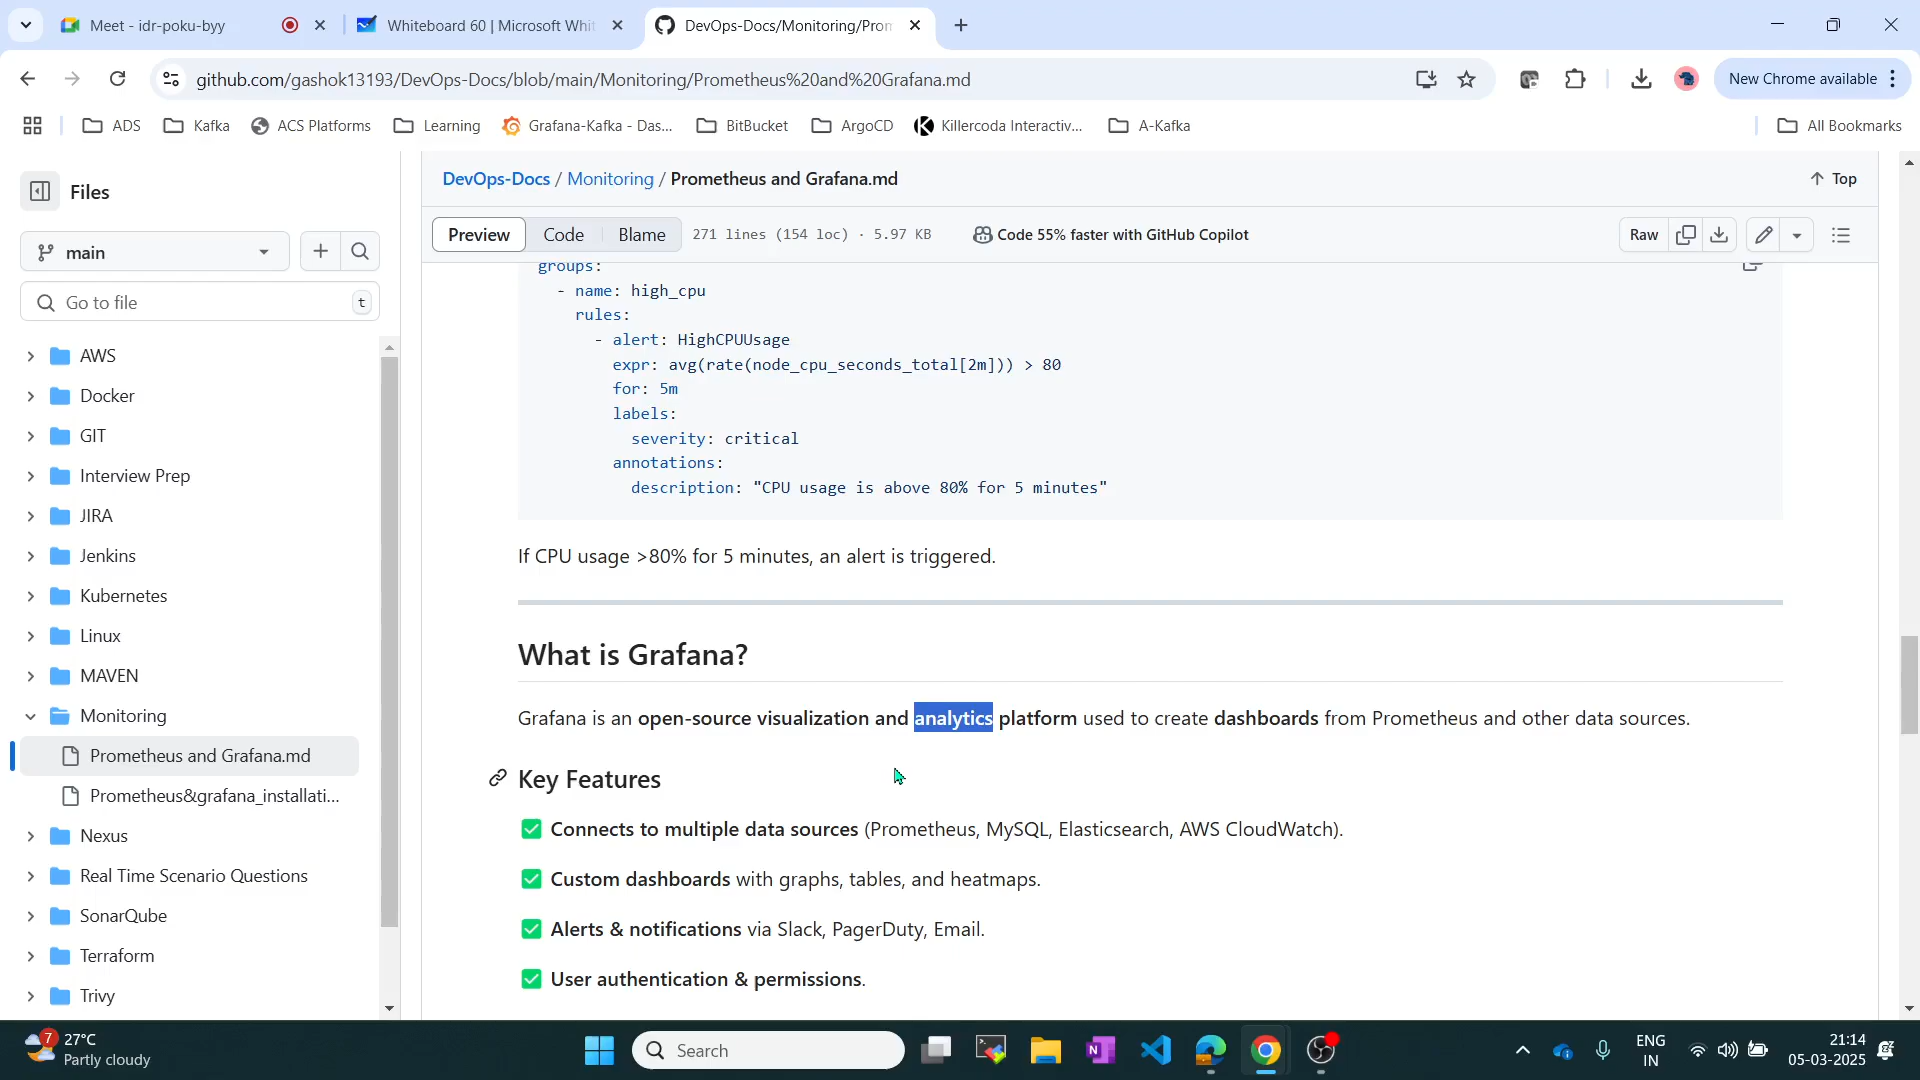 Meet - idr-poku-byy
Whiteboard 60 | Microsoft Whit
DevOps-Docs/Monitoring/Prom
github.com/gashok13193/DevOps-Docs/blob/main/Monitoring/Prometheus%20and%20Grafana.md
New Chrome available
ADS
Kafka
ACS Platforms
Learning
Grafana-Kafka - Das...
BitBucket
ArgoCD
Killercoda Interactiv...
A-Kafka
All Bookmarks
Files
main
Go to file
t
AWS
Docker
GIT
Interview Prep
JIRA
Jenkins
Kubernetes
Linux
MAVEN
Monitoring
Prometheus and Grafana.md
Prometheus&grafana_installati...
Nexus
Real Time Scenario Questions
SonarQube
Terraform
Trivy
DevOps-Docs / Monitoring / Prometheus and Grafana.md
Top
Preview
Code
Blame
271 lines (154 loc) · 5.97 KB
Code 55% faster with GitHub Copilot
Raw
groups:
- name: high_cpu
rules:
- alert: HighCPUUsage
expr: avg(rate(node_cpu_seconds_total[2m])) > 80
for: 5m
labels:
severity: critical
annotations:
description: "CPU usage is above 80% for 5 minutes"
If CPU usage >80% for 5 minutes, an alert is triggered.
What is Grafana?
Grafana is an open-source visualization and analytics platform used to create dashboards from Prometheus and other data sources.
Key Features
Connects to multiple data sources (Prometheus, MySQL, Elasticsearch, AWS CloudWatch).
Custom dashboards with graphs, tables, and heatmaps.
Alerts & notifications via Slack, PagerDuty, Email.
User authentication & permissions.
7
27°C
Partly cloudy
Search
ENG
IN
21:14
05-03-2025